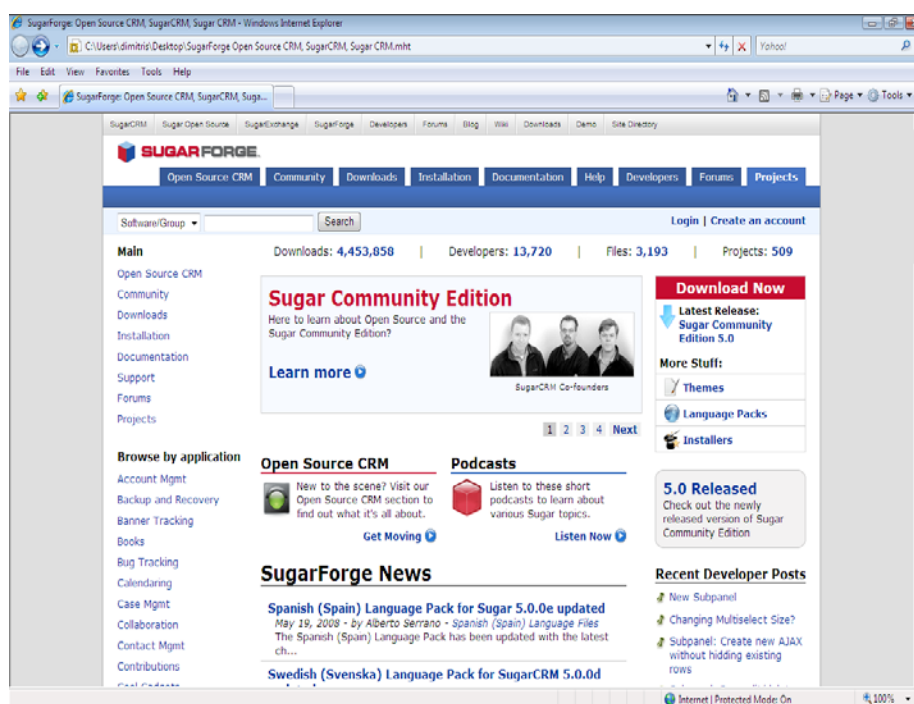 SugarForge: Open Source CRM, SugarCRM, Sugar CRM - Windows Internet Explorer
C:\Users\dimitris\Desktop\SugarForge Open Source CRM, SugarCRM, Sugar CRM.mht
Yahoo!
File Edit View Favorites Tools Help
SugarForge: Open Source CRM, SugarCRM, Suga...
Page Tools
SugarCRM Sugar Open Source SugarExchange SugarForge Developers Forums Blog Wiki Downloads Demo Site Directory
SUGARFORGE
Open Source CRM Community Downloads Installation Documentation Help Developers Forums Projects
Software/Group Search Login | Create an account
Downloads: 4,453,858 | Developers: 13,720 | Files: 3,193 | Projects: 509
Main
Open Source CRM
Community
Downloads
Installation
Documentation
Support
Forums
Projects
Browse by application
Account Mgmt
Backup and Recovery
Banner Tracking
Books
Bug Tracking
Calendaring
Case Mgmt
Collaboration
Contact Mgmt
Contributions
Sugar Community Edition
Here to learn about Open Source and the
Sugar Community Edition?
Learn more
SugarCRM Co-founders
1 2 3 4 Next
Open Source CRM
New to the scene? Visit our
Open Source CRM section to
find out what it's all about.
Get Moving
Podcasts
Listen to these short
podcasts to learn about
various Sugar topics.
Listen Now
SugarForge News
Spanish (Spain) Language Pack for Sugar 5.0.0e updated
May 19, 2008 - by Alberto Serrano - Spanish (Spain) Language Files
The Spanish (Spain) Language Pack has been updated with the latest
ch...
Swedish (Svenska) Language Pack for SugarCRM 5.0.0d
Download Now
Latest Release:
Sugar Community
Edition 5.0
More Stuff:
Themes
Language Packs
Installers
5.0 Released
Check out the newly
released version of Sugar
Community Edition
Recent Developer Posts
New Subpanel
Changing Multiselect Size?
Subpanel: Create new AJAX
without hidding existing
rows
Internet | Protected Mode: On
100%